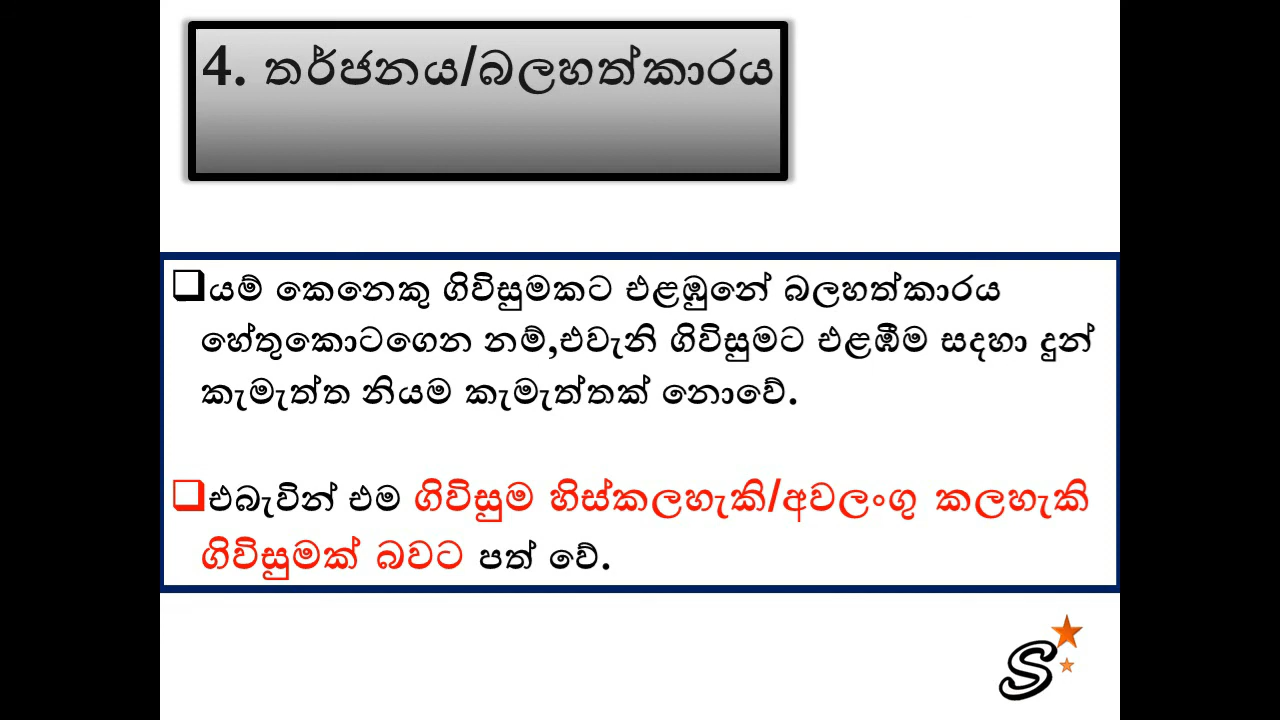 4. තර්ජනය/බලහත්කාරය
යම් කෙනෙකු ගිවිසුමකට එළඹුනේ බලහත්කාරය
හේතුකොටගෙන නම්,එවැනි ගිවිසුමට එළඹීම සදහා දුන්
කැමැත්ත නියම කැමැත්තක් නොවේ.
එබැවින් එම ගිවිසුම හිස්කලහැකි/අවලංගු කලහැකි
ගිවිසුමක් බවට පත් වේ.
S